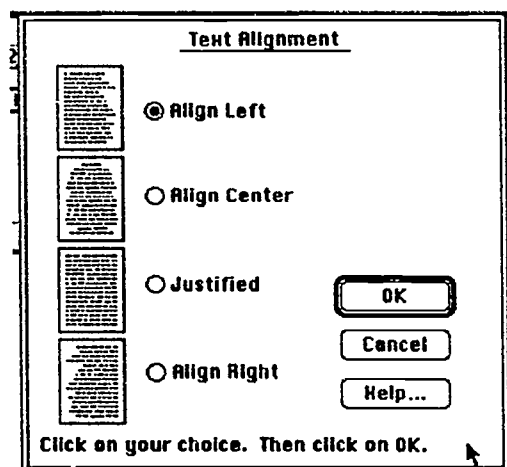 Text Alignment
Align Left
Align Center
Justified
OK
Cancel
Align Right
Help...
Click on your choice. Then click on OK.